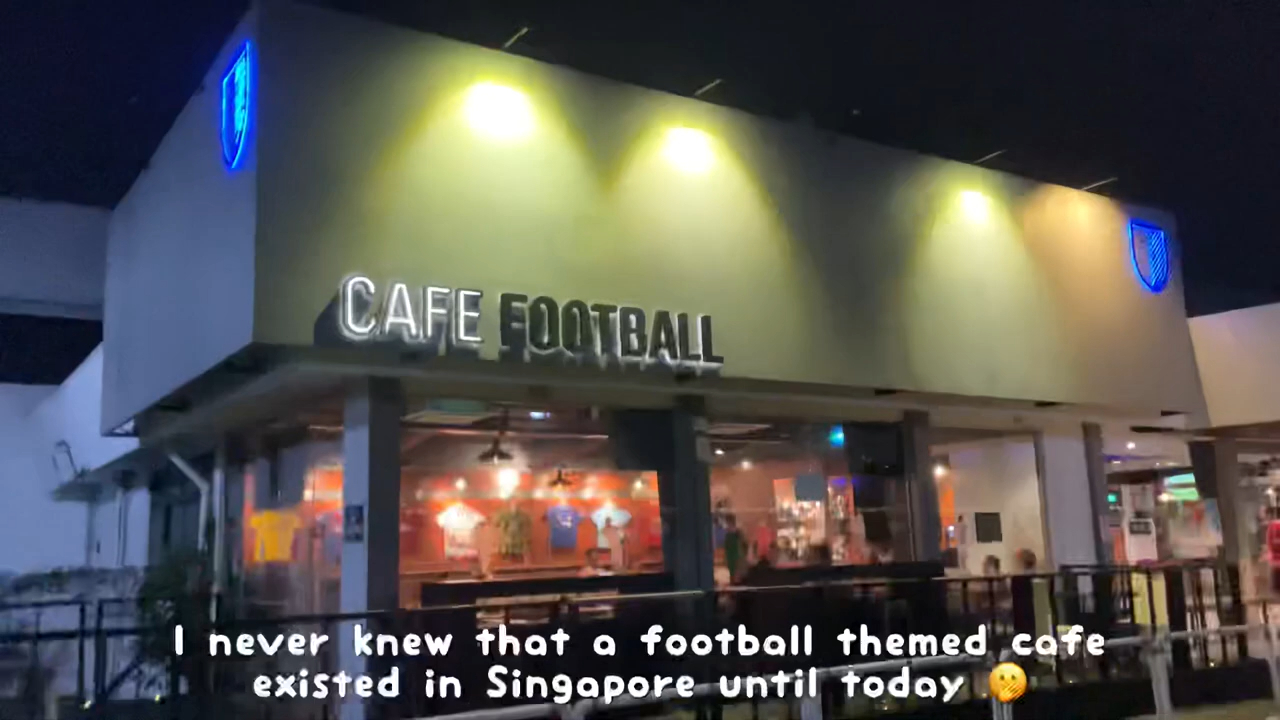 CAFE FOOTBALL
I never knew that a football themed cafe
existed in Singapore until today 🤭